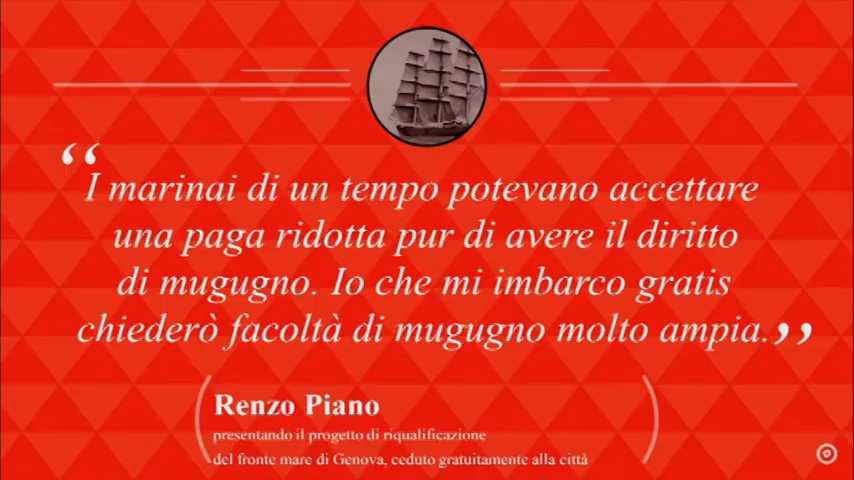 “I marinai di un tempo potevano accettare
una paga ridotta pur di avere il diritto
di mugugno. Io che mi imbarco gratis
chiederò facoltà di mugugno molto ampia.”
Renzo Piano
presentando il progetto di riqualificazione
del fronte mare di Genova, ceduto gratuitamente alla città